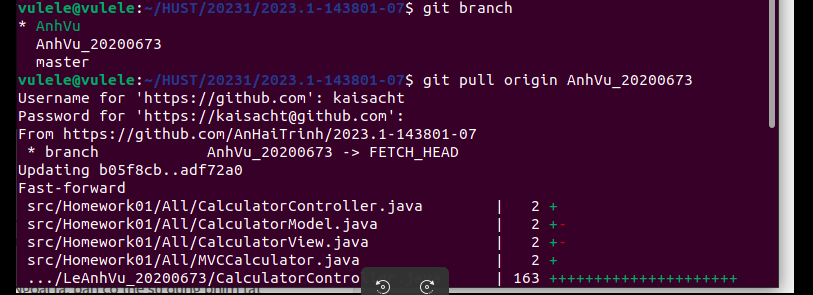 vulele@vulele:~/HUST/20231/2023.1-143801-07$ git branch
* AnhVu
  AnhVu_20200673
  master
vulele@vulele:~/HUST/20231/2023.1-143801-07$ git pull origin AnhVu_20200673
Username for 'https://github.com': kaisacht
Password for 'https://kaisacht@github.com':
From https://github.com/AnHaiTrinh/2023.1-143801-07
 * branch            AnhVu_20200673 -> FETCH_HEAD
Updating b05f8cb..adf72a0
Fast-forward
 src/Homework01/All/CalculatorController.java        |   2 +
 src/Homework01/All/CalculatorModel.java             |   2 +-
 src/Homework01/All/CalculatorView.java              |   2 +-
 src/Homework01/All/MVCCalculator.java               |   2 +
 .../LeAnhVu_20200673/CalculatorContro | 163 +++++++++++++++++++++